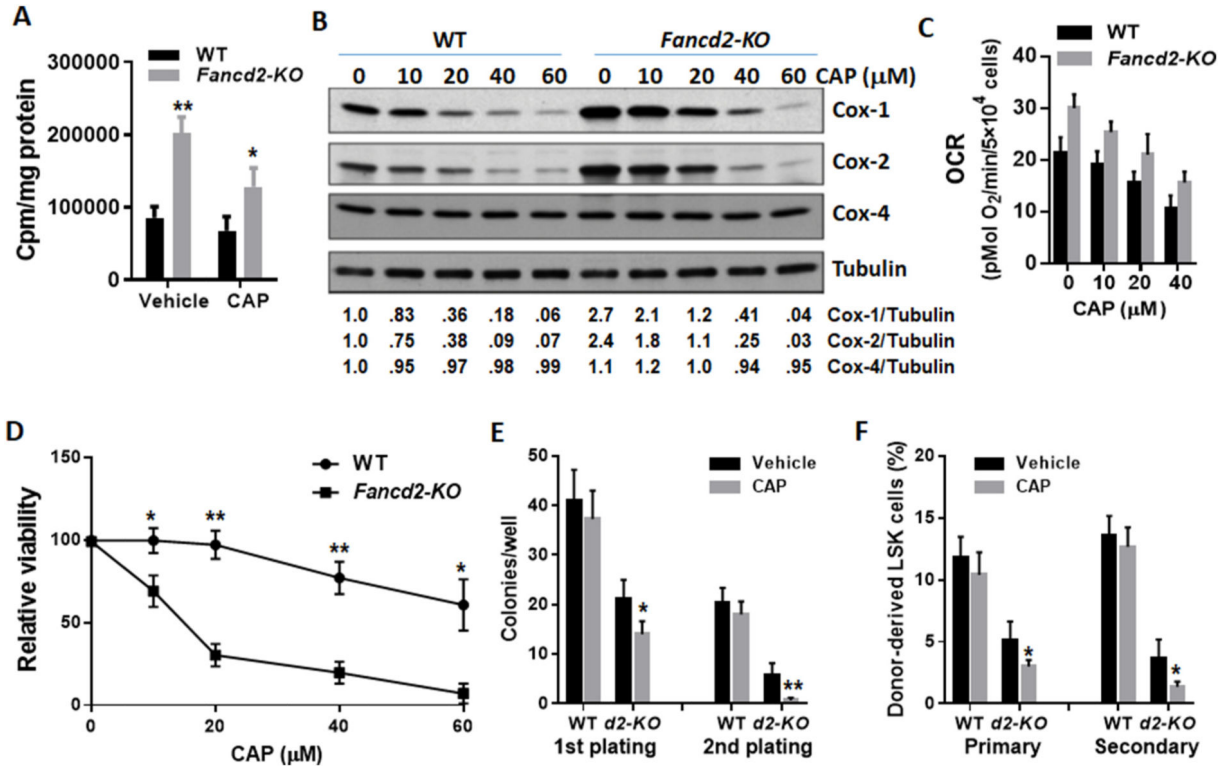 A
WT
Fancd2-KO
Cpm/mg protein
300000
200000
100000
0
**
*
Vehicle CAP
B
WT Fancd2-KO
0 10 20 40 60 0 10 20 40 60 CAP (μM)
Cox-1
Cox-2
Cox-4
Tubulin
1.0 .83 .36 .18 .06 2.7 2.1 1.2 .41 .04 Cox-1/Tubulin
1.0 .75 .38 .09 .07 2.4 1.8 1.1 .25 .03 Cox-2/Tubulin
1.0 .95 .97 .98 .99 1.1 1.2 1.0 .94 .95 Cox-4/Tubulin
C
WT
Fancd2-KO
OCR
(pMol O2/min/5×10^4 cells)
40
30
20
10
0
0 10 20 40
CAP (μM)
D
WT
Fancd2-KO
Relative viability
150
100
50
0
* ** ** *
0 20 40 60
CAP (μM)
E
Vehicle
CAP
Colonies/well
50
40
30
20
10
0
*
**
WT d2-KO WT d2-KO
1st plating 2nd plating
F
Vehicle
CAP
Donor-derived LSK cells (%)
20
15
10
5
0
*
*
WT d2-KO WT d2-KO
Primary Secondary